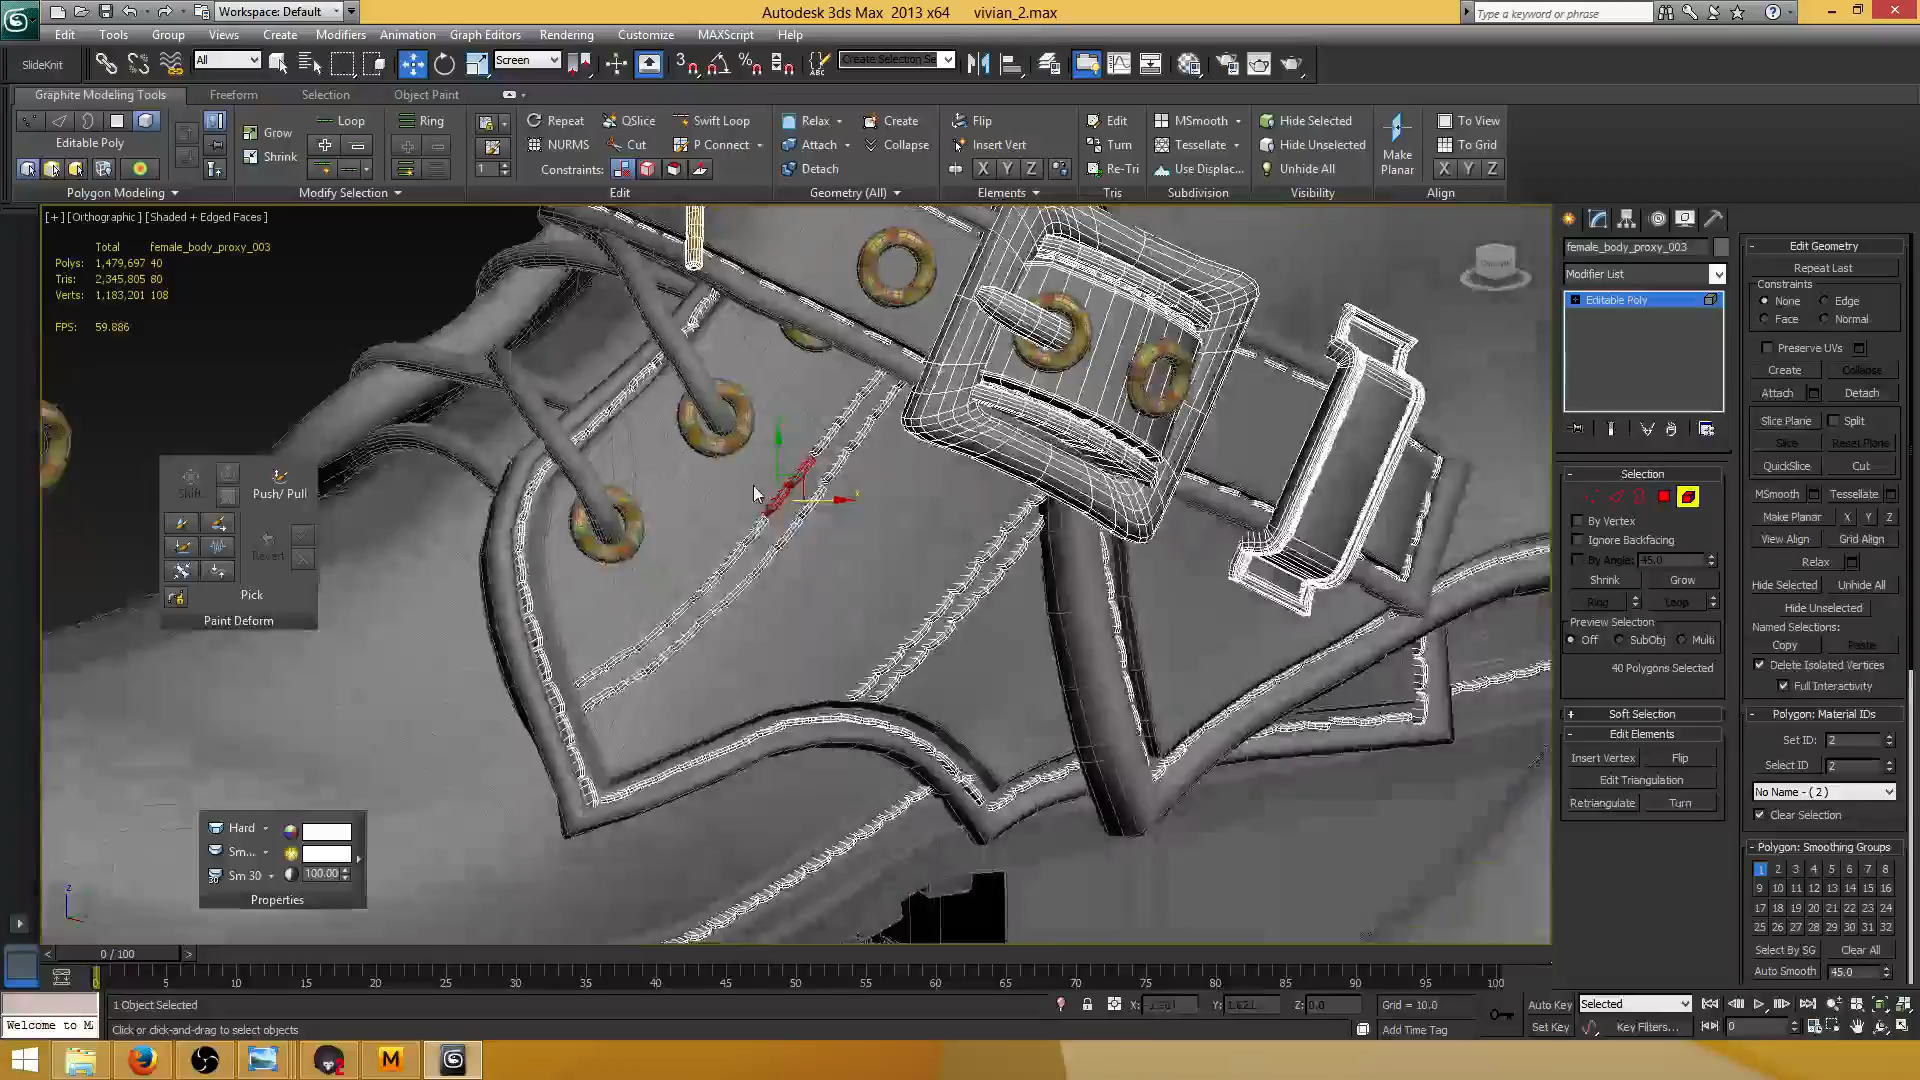 Workspace: Default
Autodesk 3ds Max 2013 x64 vivian_2.max
Type a keyword or phrase
Edit Tools Group Views Create Modifiers Animation Graph Editors Rendering Customize MAXScript Help
SlideKnit
All
Screen
Create Selection Se
Graphite Modeling Tools Freeform Selection Object Paint
Loop Ring Repeat QSlice Swift Loop Relax Create Flip Edit MSmooth Hide Selected To View
Editable Poly Grow NURMS Cut P Connect Attach Collapse Insert Vert Turn Tessellate Hide Unselected Make Planar To Grid
Shrink 1 Constraints: Detach X Y Z Re-Tri Use Displac... Unhide All X Y Z
Polygon Modeling Modify Selection Edit Geometry (All) Elements Tris Subdivision Visibility Align
[+] [Orthographic] [Shaded + Edged Faces]
Total female_body_proxy_003
Polys: 1,479,697 40
Tris: 2,345,805 80
Verts: 1,183,201 108
FPS: 59.886
Shift Push/ Pull
Revert
Pick
Paint Deform
Hard
Sm...
Sm 30 100.00
Properties
female_body_proxy_003
Modifier List
Editable Poly
Selection
By Vertex
Ignore Backfacing
By Angle: 45.0
Shrink Grow
Ring Loop
Preview Selection
Off SubObj Multi
40 Polygons Selected
Soft Selection
Edit Elements
Insert Vertex Flip
Edit Triangulation
Retriangulate Turn
Edit Geometry
Repeat Last
Constraints
None Edge
Face Normal
Preserve UVs
Create Collapse
Attach Detach
Slice Plane Split
Slice Reset Plane
QuickSlice Cut
MSmooth Tessellate
Make Planar X Y Z
View Align Grid Align
Relax
Hide Selected Unhide All
Hide Unselected
Named Selections:
Copy Paste
Delete Isolated Vertices
Full Interactivity
Polygon: Material IDs
Set ID: 2
Select ID 2
No Name - ( 2 )
Clear Selection
Polygon: Smoothing Groups
1 2 3 4 5 6 7 8
9 10 11 12 13 14 15 16
17 18 19 20 21 22 23 24
25 26 27 28 29 30 31 32
Select By SG Clear All
Auto Smooth 45.0
z
x
< 0 / 100 >
5 10 15 20 25 30 35 40 45 50 55 60 65 70 75 80 85 90 95 100
1 Object Selected X: Y: Z: 0.0 Grid = 10.0 Auto Key Selected
Welcome to M
Click or click-and-drag to select objects Add Time Tag Set Key Key Filters... 0